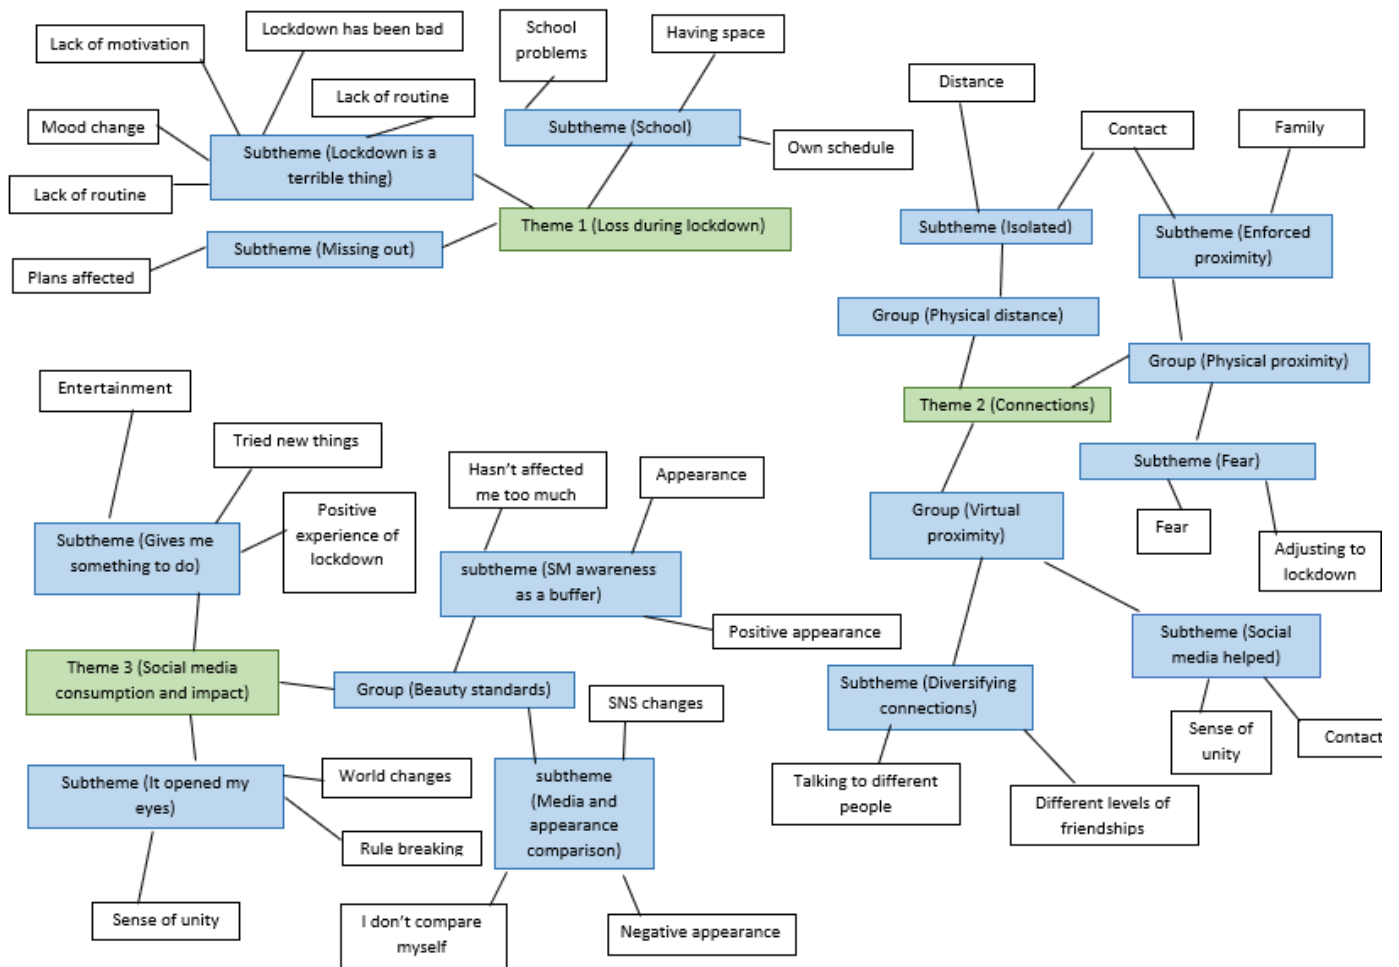 Lack of motivation
Lockdown has been bad
School
problems
Having space
Lack of routine
Mood change
Subtheme (Lockdown is a
terrible thing)
Lack of routine
Subtheme (School)
Own schedule
Theme 1 (Loss during lockdown)
Subtheme (Missing out)
Plans affected
Distance
Contact
Family
Subtheme (Isolated)
Subtheme (Enforced
proximity)
Group (Physical distance)
Group (Physical proximity)
Theme 2 (Connections)
Subtheme (Fear)
Fear
Adjusting to
lockdown
Group (Virtual
proximity)
Subtheme (Social
media helped)
Subtheme (Diversifying
connections)
Sense of
unity
Contact
Talking to different
people
Different levels of
friendships
Entertainment
Tried new things
Positive
experience of
lockdown
Subtheme (Gives me
something to do)
Hasn't affected
me too much
Appearance
subtheme (SM awareness
as a buffer)
Positive appearance
Theme 3 (Social media
consumption and impact)
Group (Beauty standards)
SNS changes
Subtheme (It opened my
eyes)
World changes
Rule breaking
Sense of unity
subtheme
(Media and
appearance
comparison)
I don't compare
myself
Negative appearance